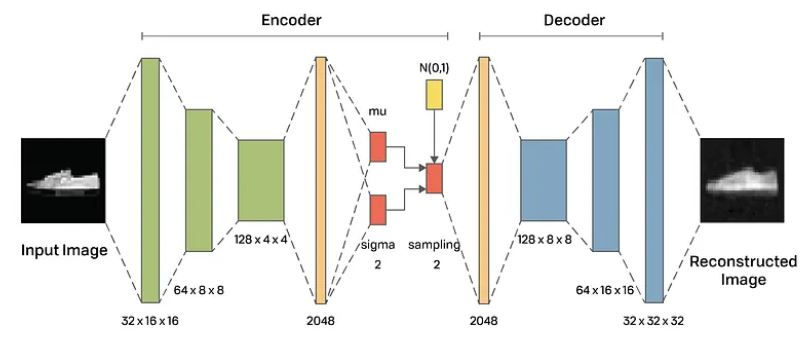 Encoder
Decoder
N(0,1)
mu
Input Image
128 x 4 x 4
sigma
2
sampling
2
128 x 8 x 8
Reconstructed
Image
64 x 8 x 8
64 x 16 x 16
32 x 16 x 16
2048
2048
32 x 32 x 32